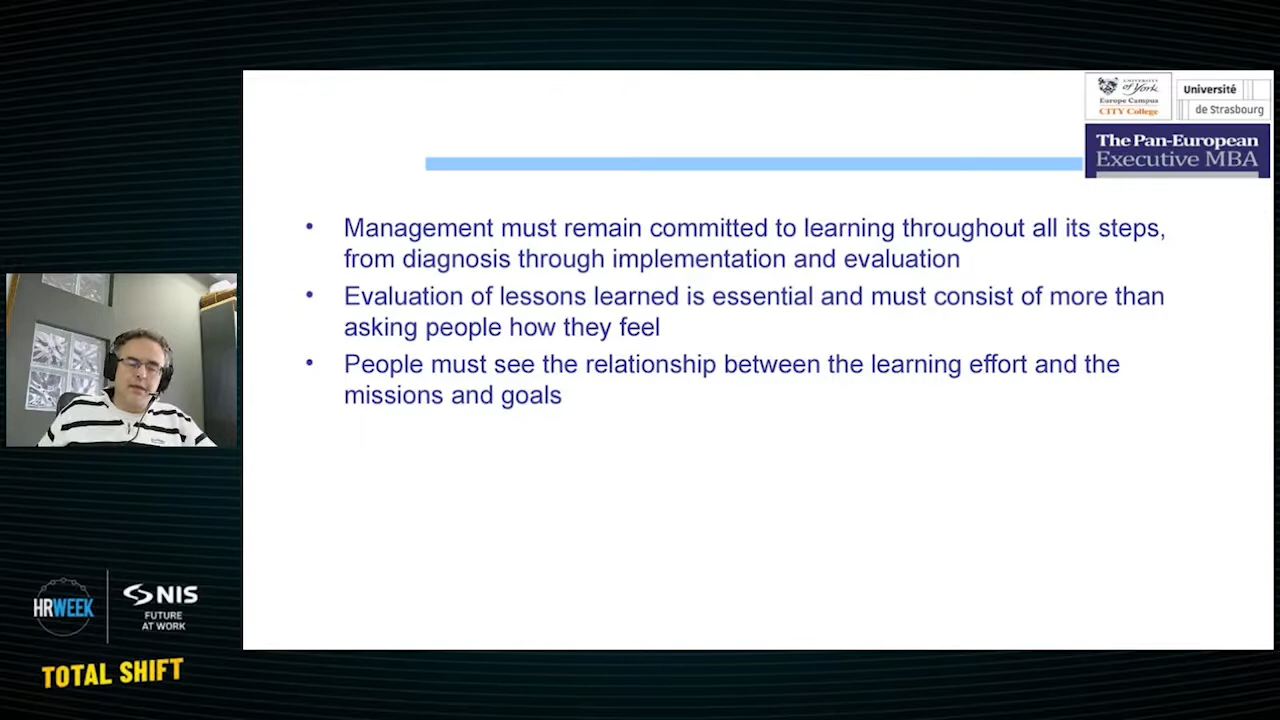 UNIVERSITY
of York
Europe Campus
CITY College
Université
de Strasbourg
The Pan-European
Executive MBA
• Management must remain committed to learning throughout all its steps,
from diagnosis through implementation and evaluation
• Evaluation of lessons learned is essential and must consist of more than
asking people how they feel
• People must see the relationship between the learning effort and the
missions and goals
HRWEEK
NIS
FUTURE
AT WORK
TOTAL SHIFT